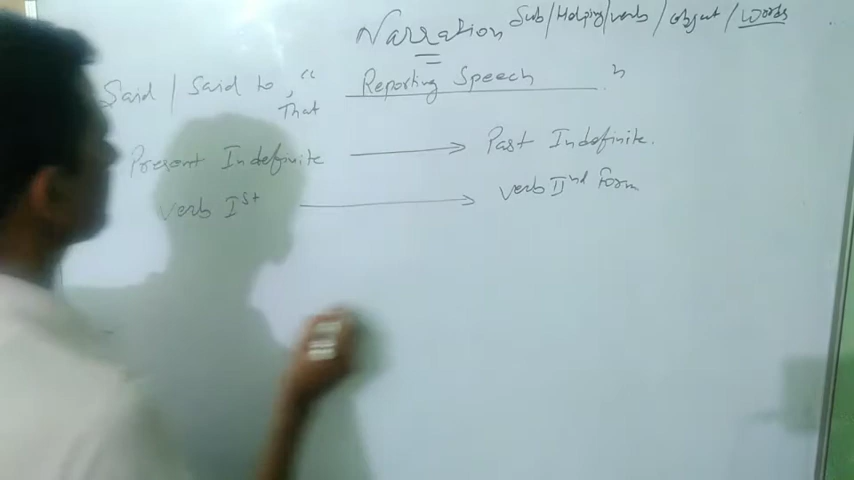 Narration Sub/Helping/verb/object/words
Said / Said to, " Reporting Speech."
That
Present Indefinite → Past Indefinite.
Verb Ist → Verb IInd Form